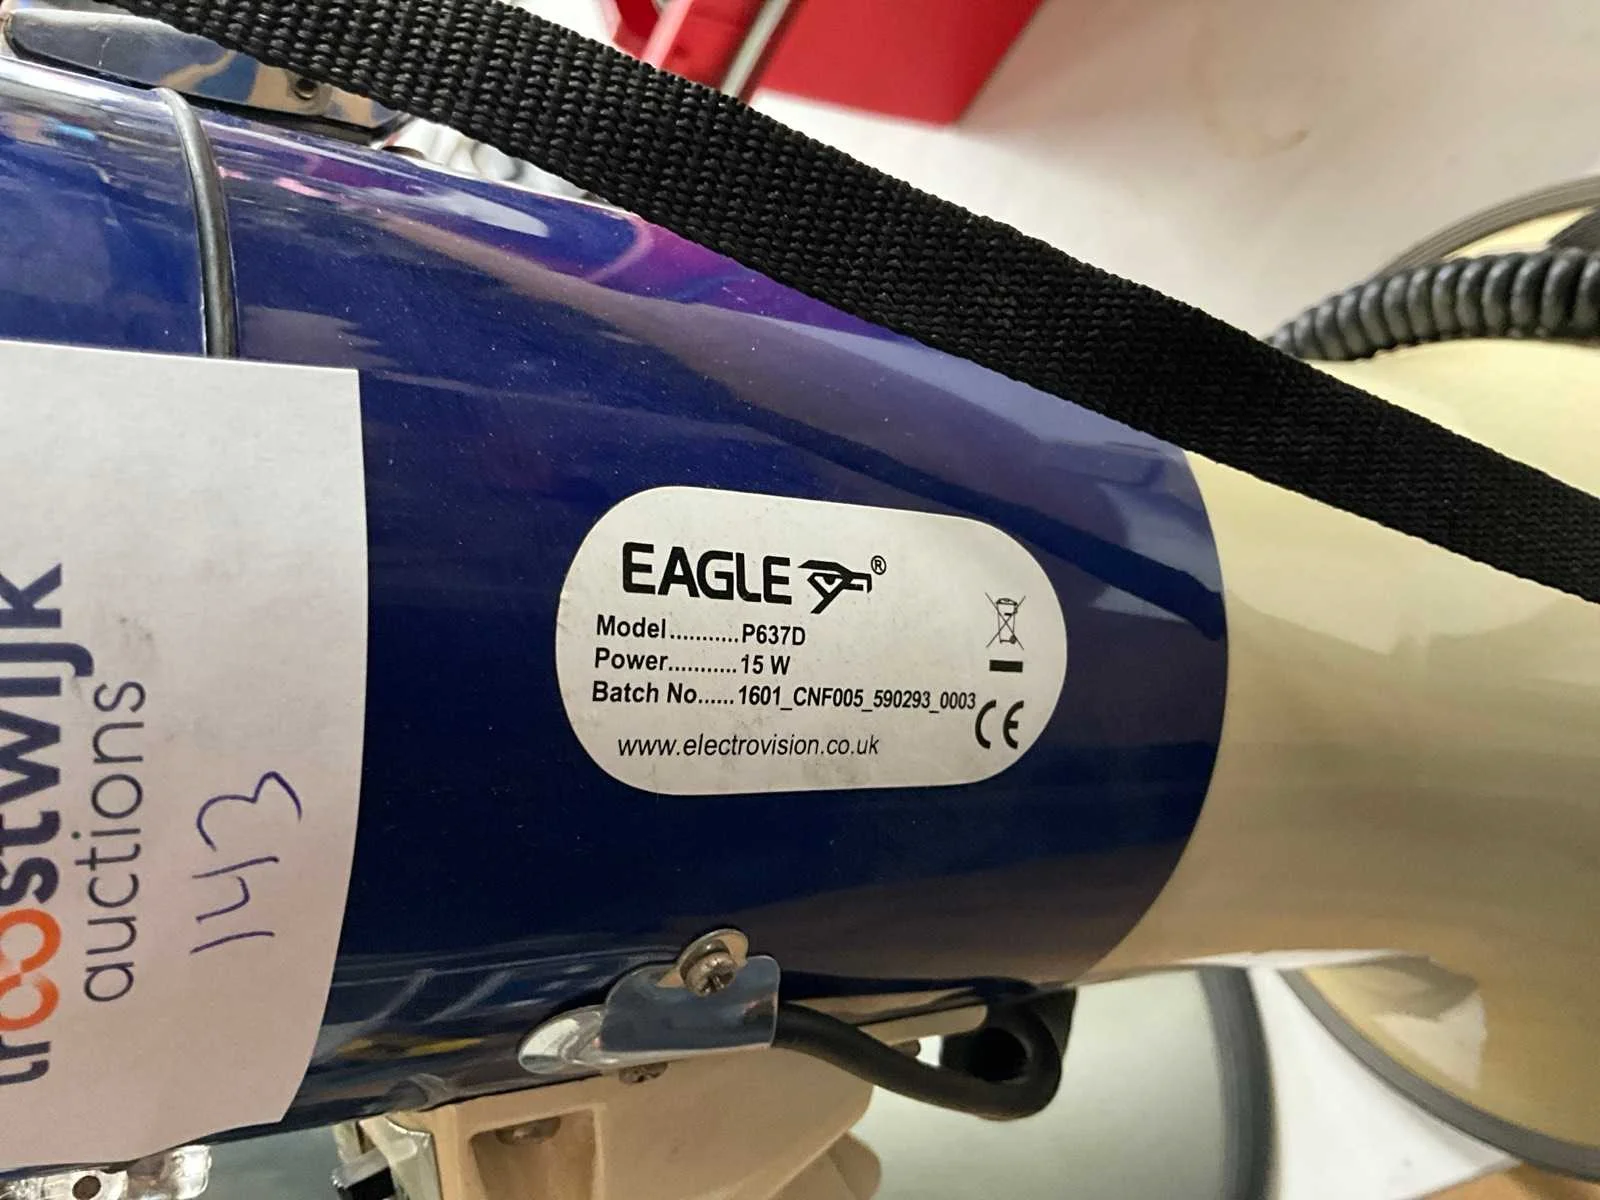 EAGLE ®
Model...........P637D
Power...........15 W
Batch No......1601_CNF005_590293_0003
CE
www.electrovision.co.uk
troostwijk
auctions
143